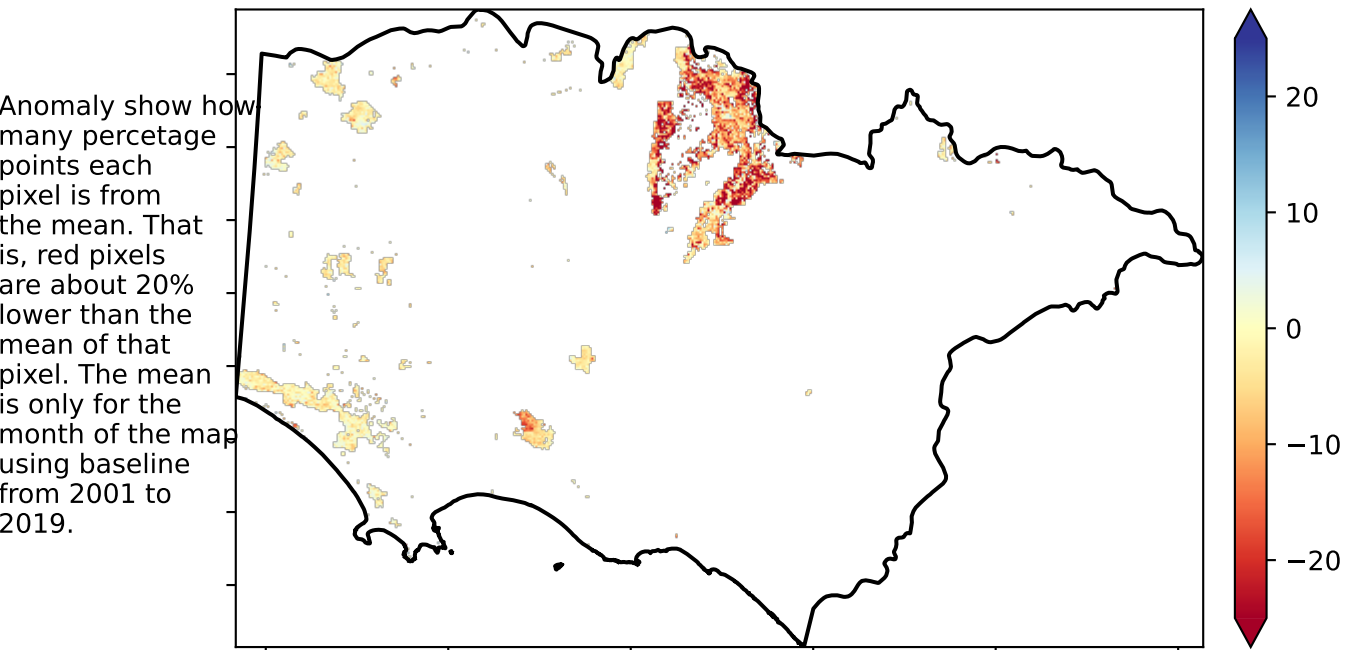 Anomaly show how
many percetage
points each
pixel is from
the mean. That
is, red pixels
are about 20%
lower than the
mean of that
pixel. The mean
is only for the
month of the map
using baseline
from 2001 to
2019.
20
10
0
−10
−20